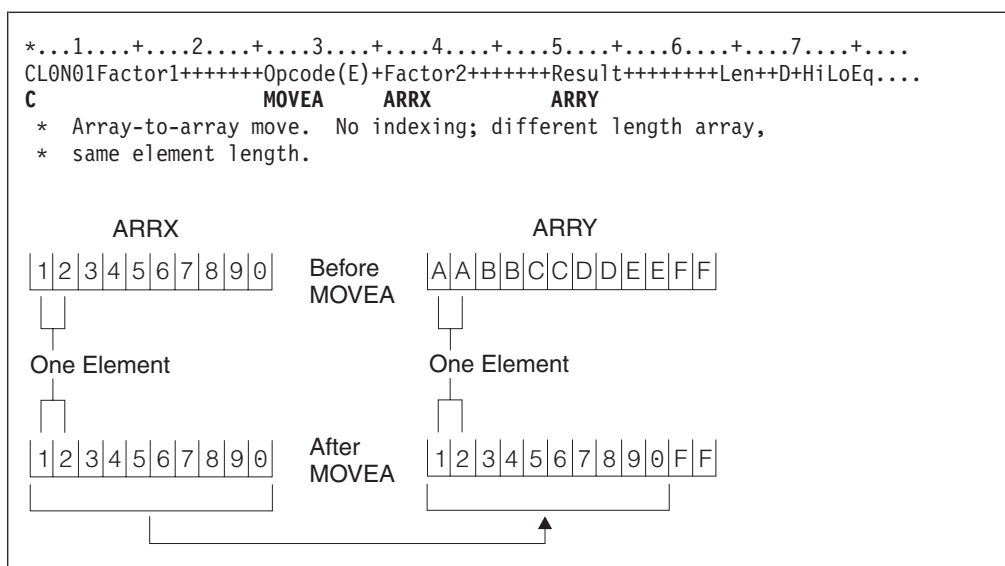 *...1....+....2....+....3....+....4....+....5....+....6....+....7....+....
CL0N01Factor1+++++++Opcode(E)+Factor2+++++++Result++++++++Len++D+HiLoEq....
C                   MOVEA     ARRX          ARRY
 *  Array-to-array move.  No indexing; different length array,
 *  same element length.
ARRX ARRY
1 2 3 4 5 6 7 8 9 0 Before A A B B C C D D E E F F
MOVEA
One Element One Element
1 2 3 4 5 6 7 8 9 0 After 1 2 3 4 5 6 7 8 9 0 F F
MOVEA